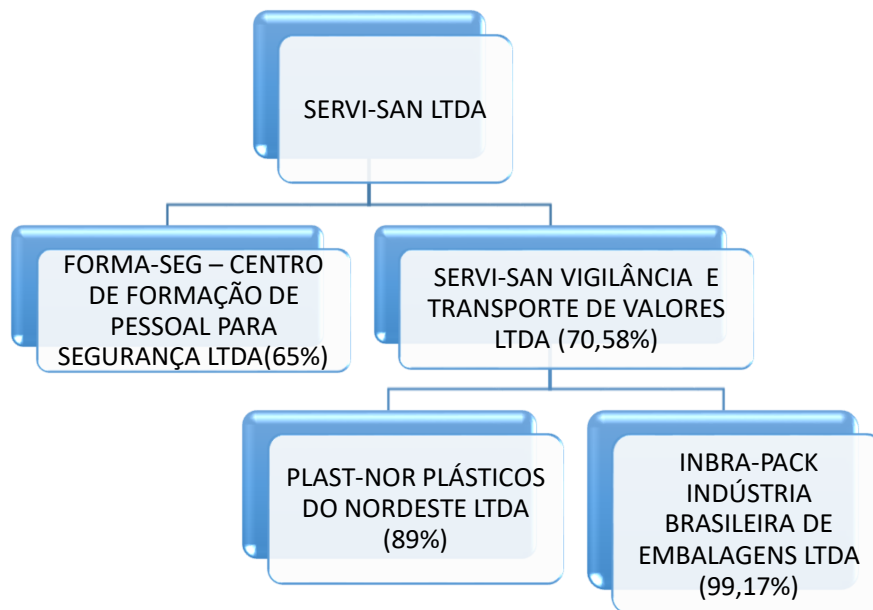 SERVI-SAN LTDA
FORMA-SEG – CENTRO
DE FORMAÇÃO DE
PESSOAL PARA
SEGURANÇA LTDA(65%)
SERVI-SAN VIGILÂNCIA E
TRANSPORTE DE VALORES
LTDA (70,58%)
PLAST-NOR PLÁSTICOS
DO NORDESTE LTDA
(89%)
INBRA-PACK
INDÚSTRIA
BRASILEIRA DE
EMBALAGENS LTDA
(99,17%)